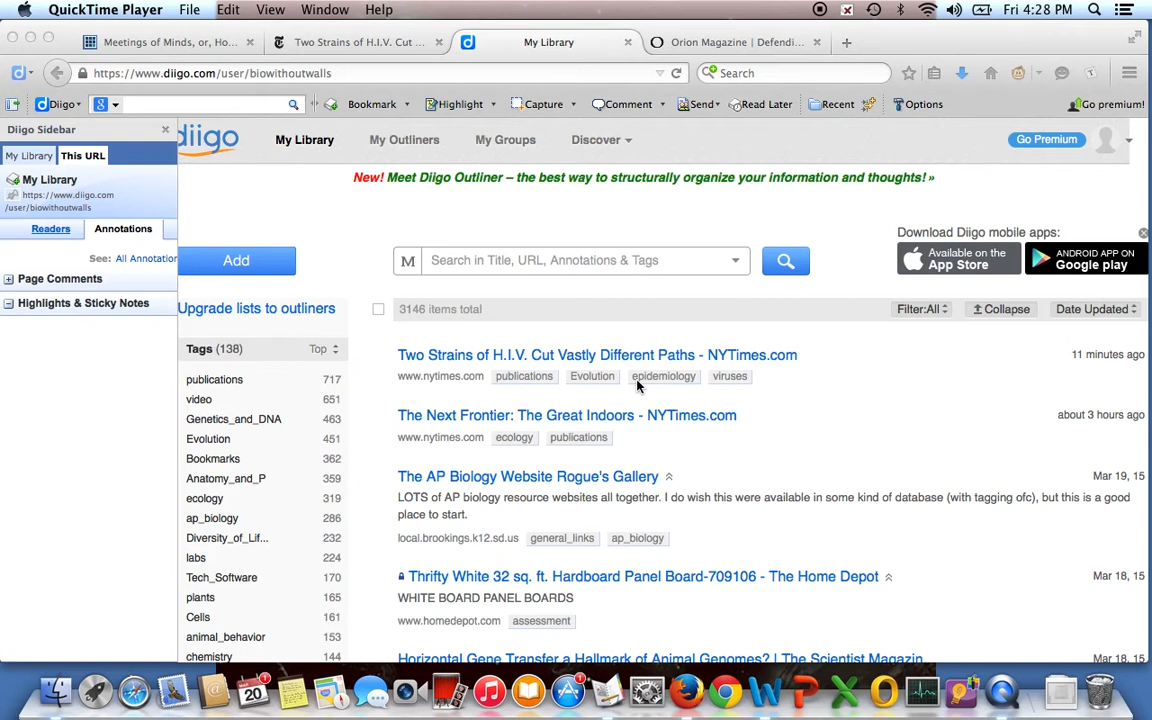 QuickTime Player File Edit View Window Help Fri 4:28 PM
Meetings of Minds, or, Ho... Two Strains of H.I.V. Cut ... My Library Orion Magazine | Defendi...
https://www.diigo.com/user/biowithoutwalls Search
Diigo Bookmark Highlight Capture Comment Send Read Later Recent Options Go premium!
Diigo Sidebar
My Library This URL
My Library
https://www.diigo.com
/user/biowithoutwalls
Readers Annotations
See: All Annotation
Page Comments
Highlights & Sticky Notes
diigo My Library My Outliners My Groups Discover Go Premium
New! Meet Diigo Outliner – the best way to structurally organize your information and thoughts! »
Download Diigo mobile apps:
Add M Search in Title, URL, Annotations & Tags
Available on the App Store
ANDROID APP ON Google play
Upgrade lists to outliners
3146 items total Filter:All Collapse Date Updated
Tags (138) Top
publications 717
video 651
Genetics_and_DNA 463
Evolution 451
Bookmarks 362
Anatomy_and_P 359
ecology 319
ap_biology 286
Diversity_of_Lif... 232
labs 224
Tech_Software 170
plants 165
Cells 161
animal_behavior 153
chemistry 144
Two Strains of H.I.V. Cut Vastly Different Paths - NYTimes.com 11 minutes ago
www.nytimes.com publications Evolution epidemiology viruses
The Next Frontier: The Great Indoors - NYTimes.com about 3 hours ago
www.nytimes.com ecology publications
The AP Biology Website Rogue's Gallery Mar 19, 15
LOTS of AP biology resource websites all together. I do wish this were available in some kind of database (with tagging ofc), but this is a good
place to start.
local.brookings.k12.sd.us general_links ap_biology
Thrifty White 32 sq. ft. Hardboard Panel Board-709106 - The Home Depot Mar 18, 15
WHITE BOARD PANEL BOARDS
www.homedepot.com assessment
Horizontal Gene Transfer a Hallmark of Animal Genomes? | The Scientist Magazin Mar 18, 15
20
1
1